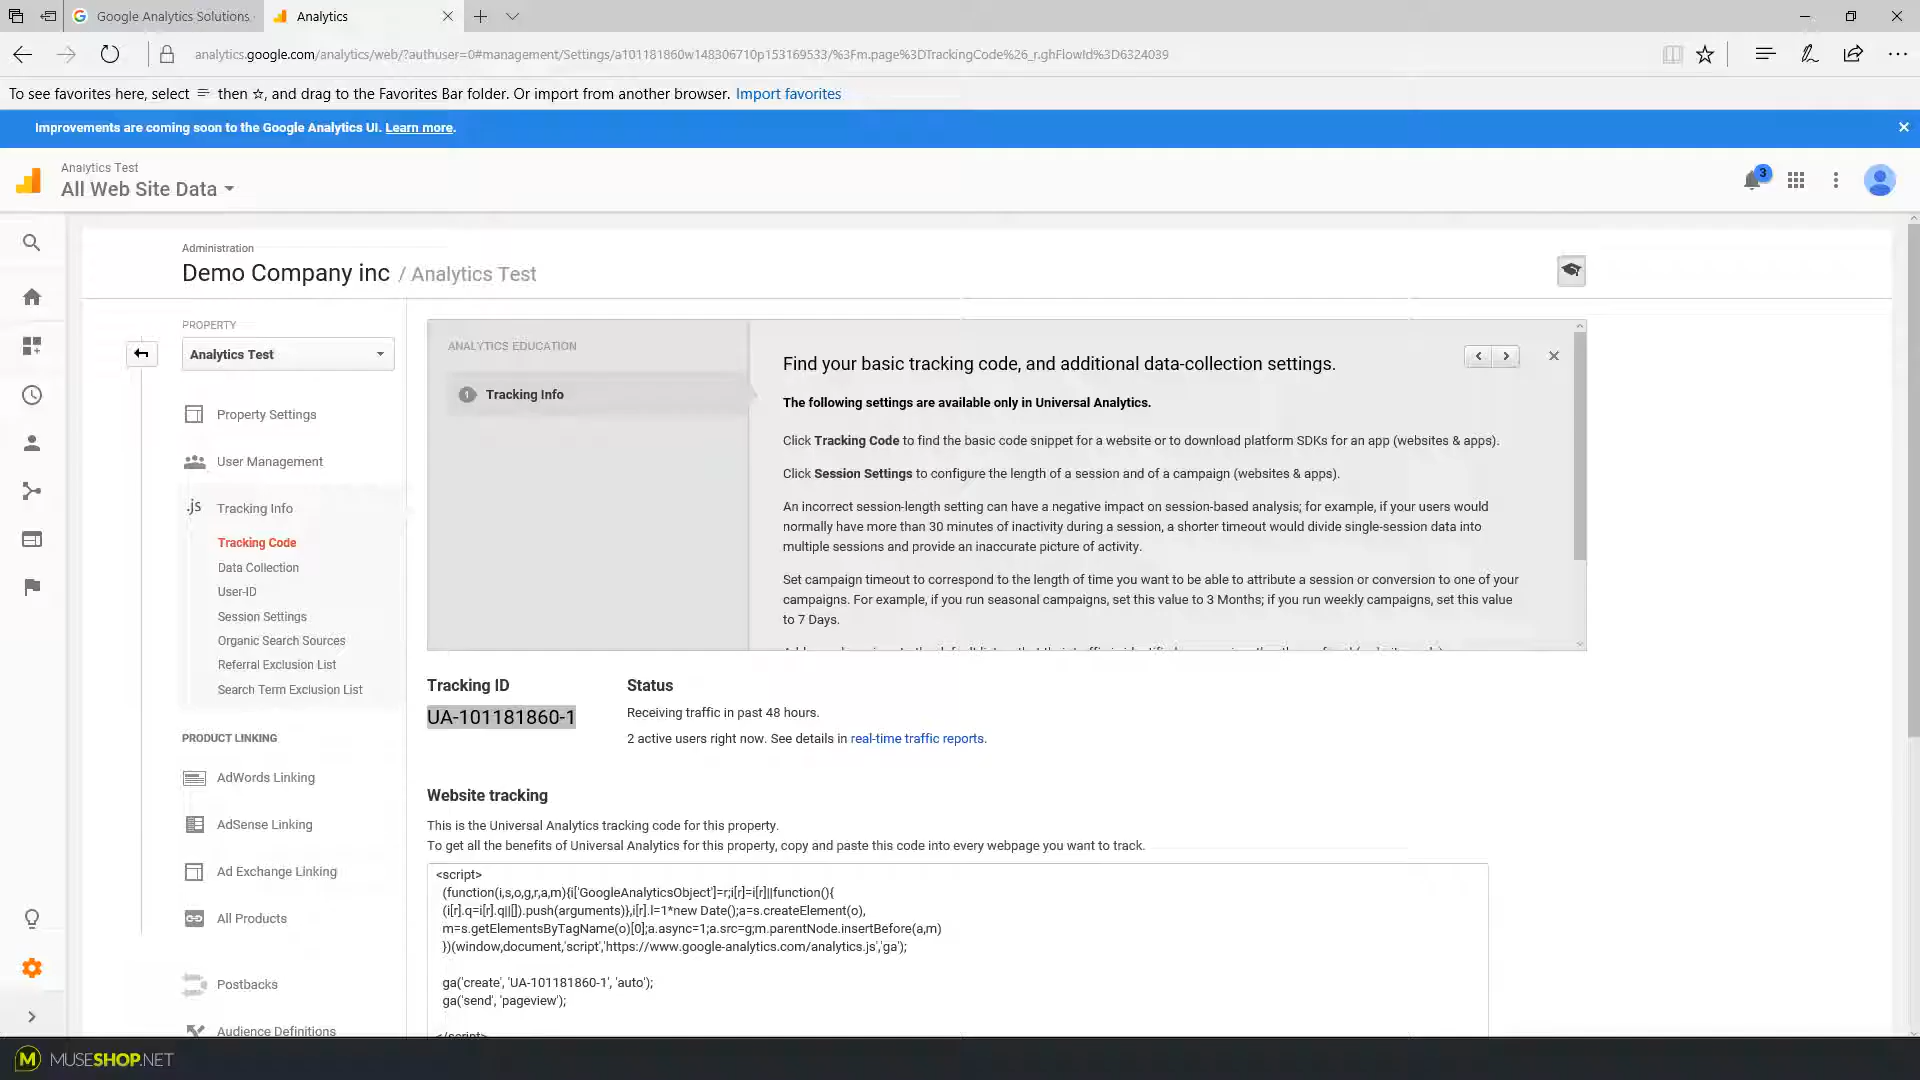 Google Analytics Solutions
Analytics
analytics.google.com/analytics/web/?authuser=0#management/Settings/a101181860w148306710p153169533/%3Fm.page%3DTrackingCode%26_r.ghFlowId%3D6324039
To see favorites here, select then ☆, and drag to the Favorites Bar folder. Or import from another browser. Import favorites
Improvements are coming soon to the Google Analytics UI. Learn more.
Analytics Test
All Web Site Data
3
Administration
Demo Company inc / Analytics Test
PROPERTY
Analytics Test
Property Settings
User Management
.js Tracking Info
Tracking Code
Data Collection
User-ID
Session Settings
Organic Search Sources
Referral Exclusion List
Search Term Exclusion List
PRODUCT LINKING
AdWords Linking
AdSense Linking
Ad Exchange Linking
All Products
Postbacks
Audience Definitions
ANALYTICS EDUCATION
1 Tracking Info
Find your basic tracking code, and additional data-collection settings.
The following settings are available only in Universal Analytics.
Click Tracking Code to find the basic code snippet for a website or to download platform SDKs for an app (websites & apps).
Click Session Settings to configure the length of a session and of a campaign (websites & apps).
An incorrect session-length setting can have a negative impact on session-based analysis; for example, if your users would
normally have more than 30 minutes of inactivity during a session, a shorter timeout would divide single-session data into
multiple sessions and provide an inaccurate picture of activity.
Set campaign timeout to correspond to the length of time you want to be able to attribute a session or conversion to one of your
campaigns. For example, if you run seasonal campaigns, set this value to 3 Months; if you run weekly campaigns, set this value
to 7 Days.
Tracking ID
UA-101181860-1
Status
Receiving traffic in past 48 hours.
2 active users right now. See details in real-time traffic reports.
Website tracking
This is the Universal Analytics tracking code for this property.
To get all the benefits of Universal Analytics for this property, copy and paste this code into every webpage you want to track.
<script>
(function(i,s,o,g,r,a,m){i['GoogleAnalyticsObject']=r;i[r]=i[r]||function(){
(i[r].q=i[r].q||[]).push(arguments)},i[r].l=1*new Date();a=s.createElement(o),
m=s.getElementsByTagName(o)[0];a.async=1;a.src=g;m.parentNode.insertBefore(a,m)
})(window,document,'script','https://www.google-analytics.com/analytics.js','ga');
ga('create', 'UA-101181860-1', 'auto');
ga('send', 'pageview');
</script>
M MUSESHOP.NET